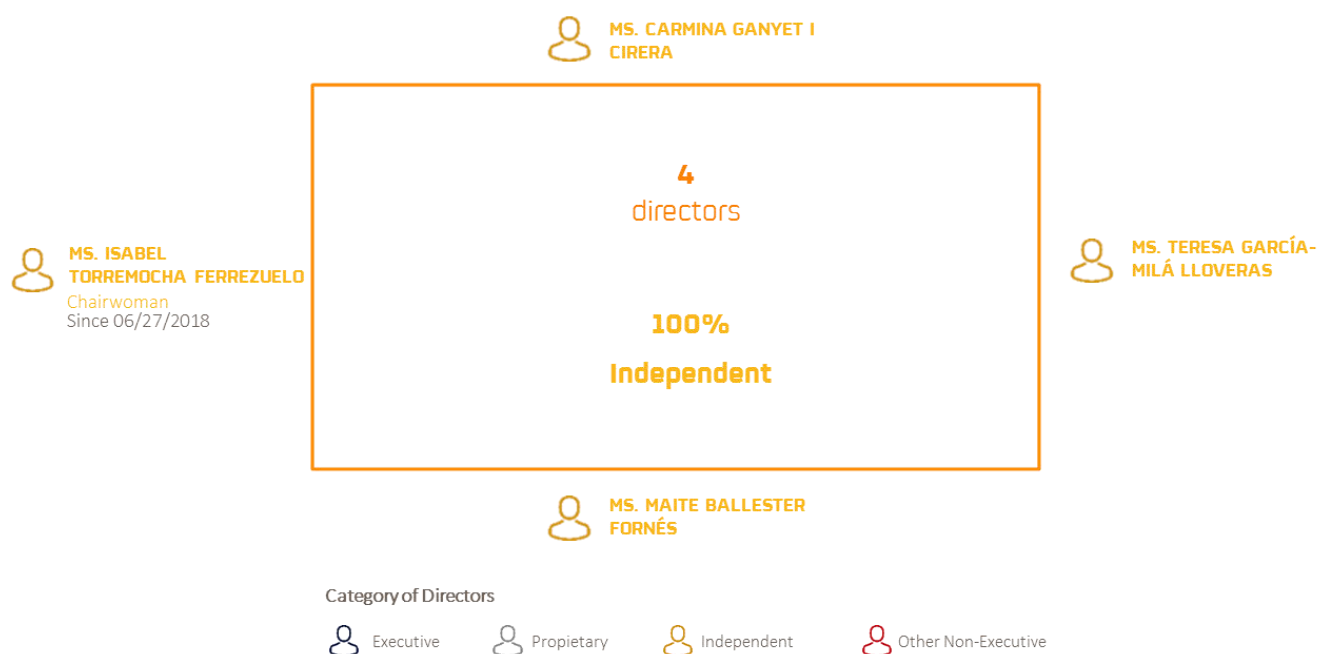 MS. CARMINA GANYET I
CIRERA
4
directors
MS. ISABEL
TORREMOCHA FERREZUELO
Chairwoman
Since 06/27/2018
MS. TERESA GARCÍA-
MILÁ LLOVERAS
100%
Independent
MS. MAITE BALLESTER
FORNÉS
Category of Directors
Executive
Propietary
Independent
Other Non-Executive